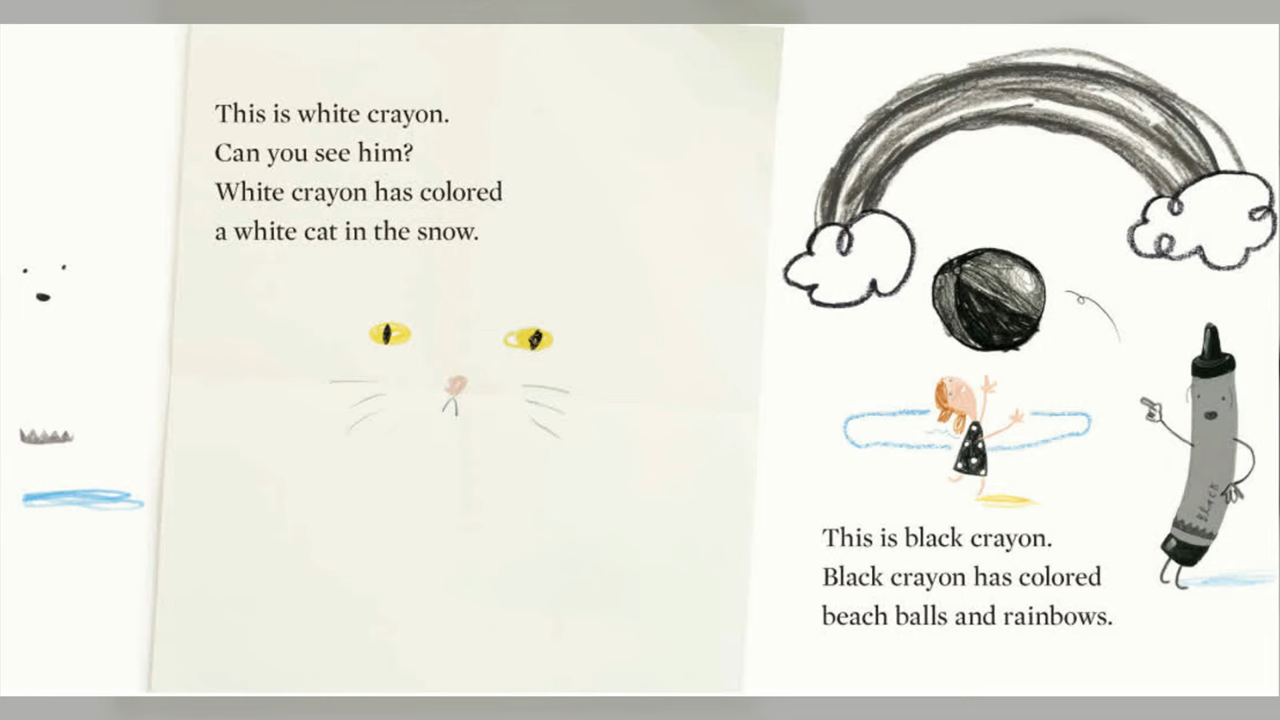 This is white crayon.
Can you see him?
White crayon has colored
a white cat in the snow.
This is black crayon.
Black crayon has colored
beach balls and rainbows.
Black